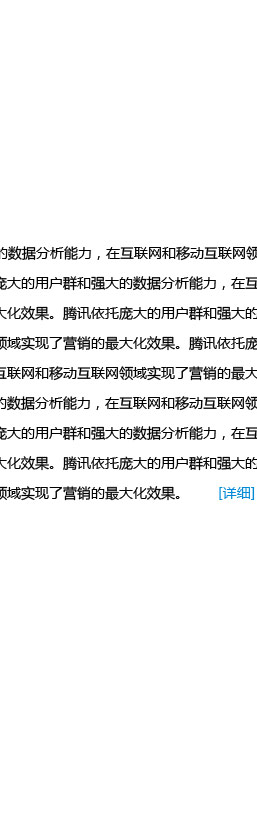 的数据分析能力，在互联网和移动互联网领
庞大的用户群和强大的数据分析能力，在互
大化效果。腾讯依托庞大的用户群和强大的
领域实现了营销的最大化效果。腾讯依托庞
互联网和移动互联网领域实现了营销的最大
的数据分析能力，在互联网和移动互联网领
庞大的用户群和强大的数据分析能力，在互
大化效果。腾讯依托庞大的用户群和强大的
领域实现了营销的最大化效果。 [详细]